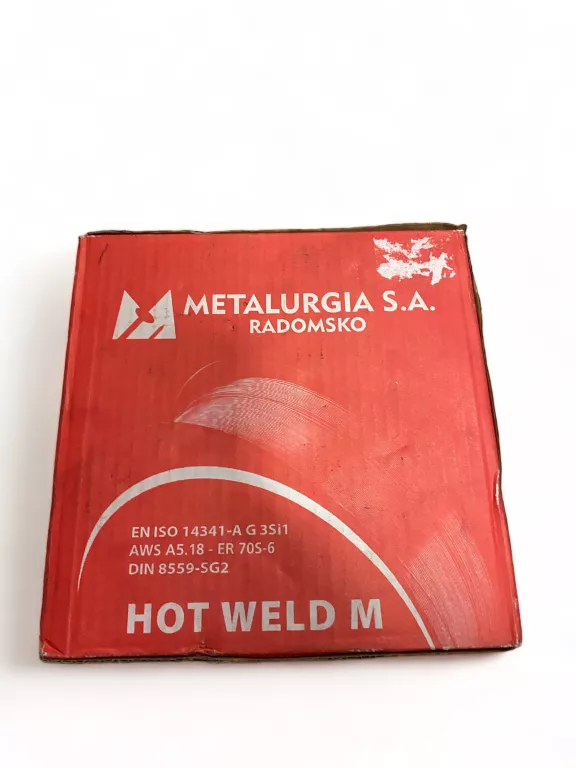 METALURGIA S.A.
RADOMSKO
EN ISO 14341-A G 3Si1
AWS A5.18 - ER 70S-6
DIN 8559-SG2
HOT WELD M